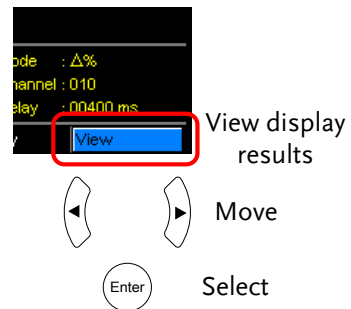 ode : Δ%
hannel : 010
elay : 00400 ms
y View
View display
results
Move
Enter Select